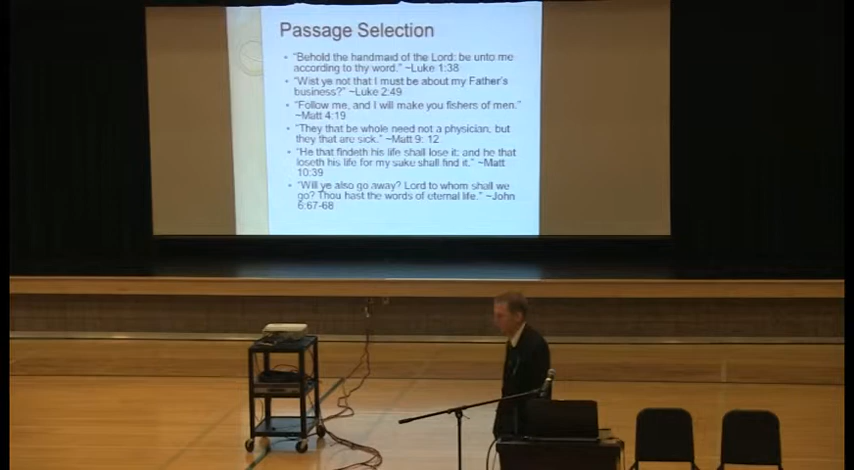 Passage Selection
• "Behold the handmaid of the Lord: be unto me
according to thy word." ~Luke 1:38
• "Wist ye not that I must be about my Father's
business?" ~Luke 2:49
• "Follow me, and I will make you fishers of men."
~Matt 4:19
• "They that be whole need not a physician, but
they that are sick." ~Matt 9: 12
• "He that findeth his life shall lose it: and he that
loseth his life for my sake shall find it." ~Matt
10:39
• "Will ye also go away? Lord to whom shall we
go? Thou hast the words of eternal life." ~John
6:67-68